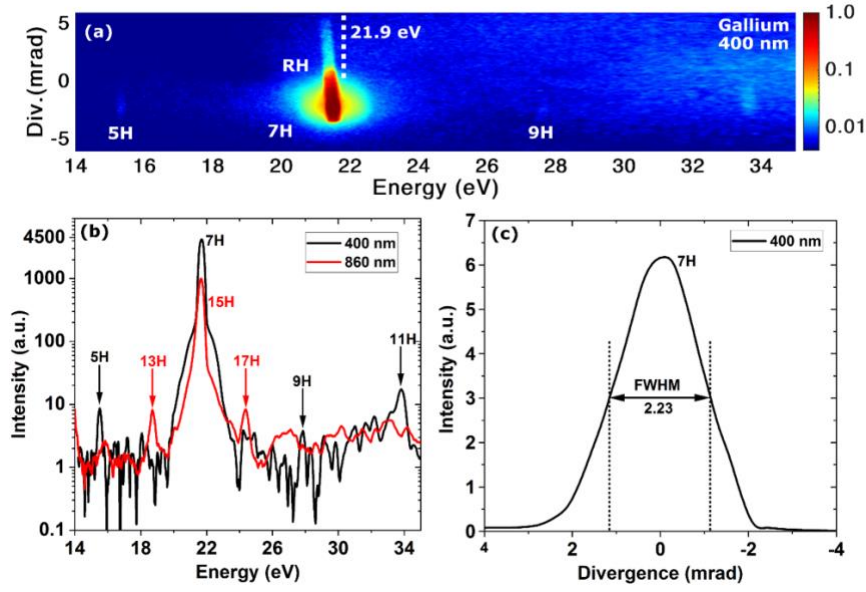 (a)
21.9 eV
Gallium
400 nm
RH
5H
7H
9H
Div.(mrad)
5
0
-5
14 16 18 20 22 24 26 28 30 32 34
Energy (eV)
1.0
0.1
0.01
(b)
7H
400 nm
860 nm
15H
5H
13H
17H
9H
11H
Intensity (a.u.)
4500
1000
100
10
1
0.1
14 18 22 26 30 34
Energy (eV)
(c)
400 nm
7H
FWHM
2.23
Intensity (a.u.)
7
6
5
4
3
2
1
0
4 2 0 -2 -4
Divergence (mrad)